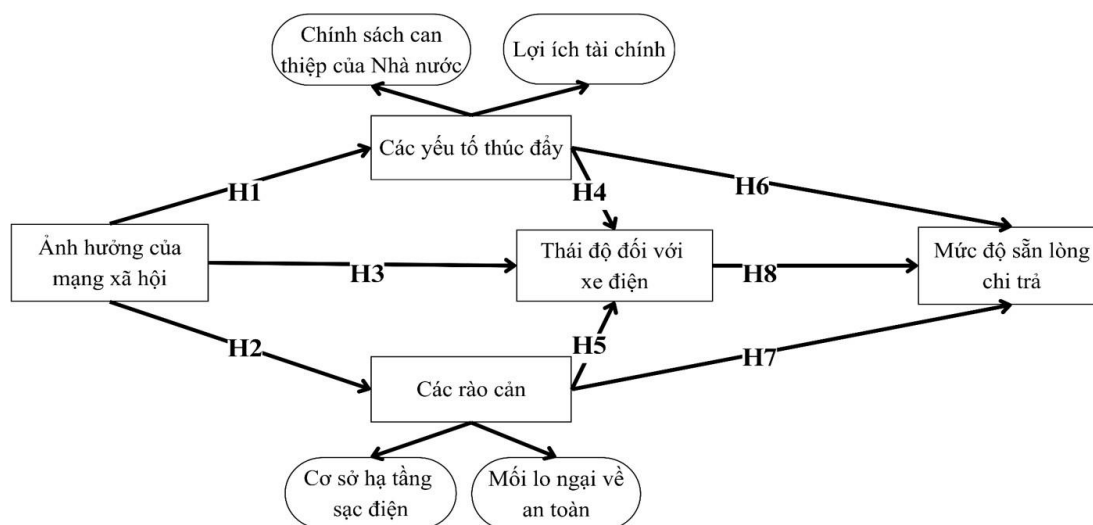 Chính sách can
thiệp của Nhà nước
Lợi ích tài chính
Các yếu tố thúc đẩy
H1
H4
H6
Ảnh hưởng của
mạng xã hội
H3
Thái độ đối với
xe điện
H8
Mức độ sẵn lòng
chi trả
H2
H5
H7
Các rào cản
Cơ sở hạ tầng
sạc điện
Mối lo ngại về
an toàn